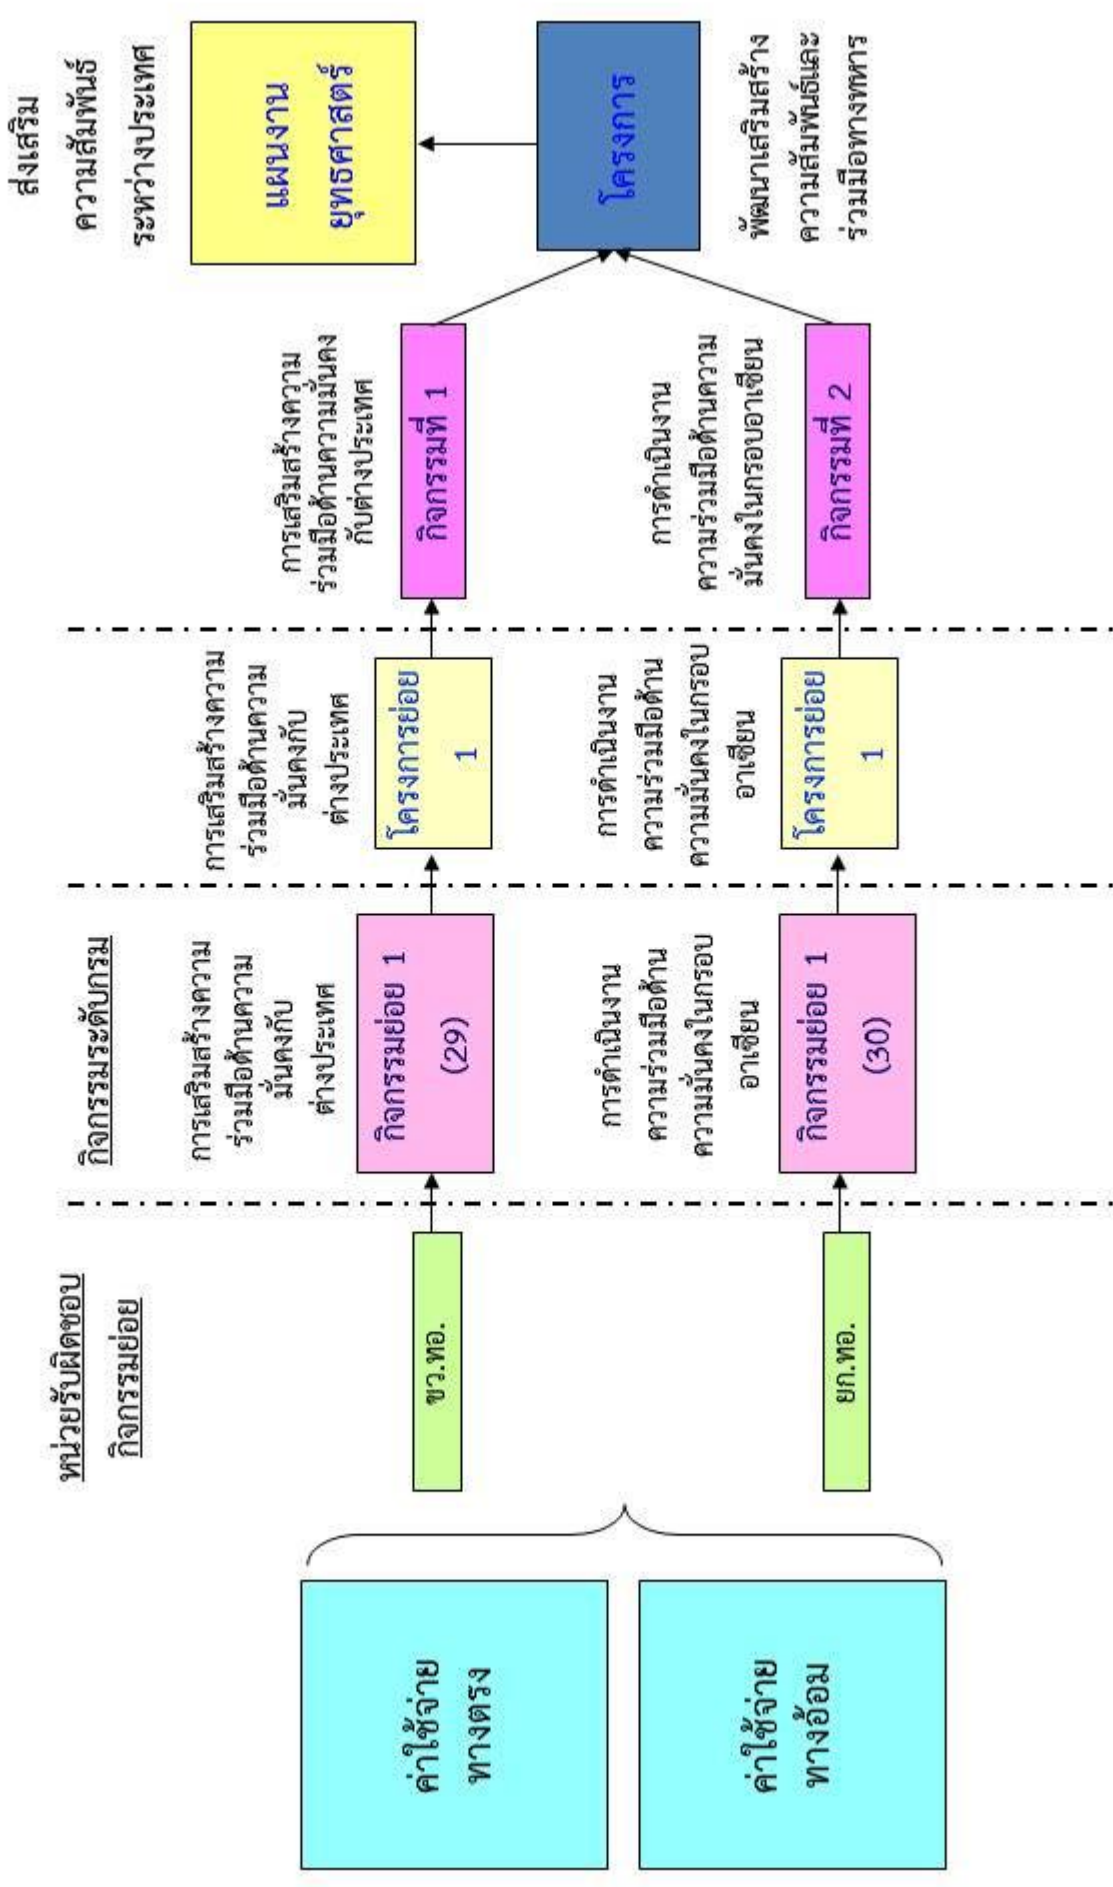 ส่งเสริม
ความสัมพันธ์
ระหว่างประเทศ
แผนงาน
ยุทธศาสตร์
โครงการ
พัฒนาเสริมสร้าง
ความสัมพันธ์และ
ร่วมมือทางทหาร
การเสริมสร้างความ
ร่วมมือด้านความมั่นคง
กับต่างประเทศ
กิจกรรมที่ 1
การดำเนินงาน
ความร่วมมือด้านความ
มั่นคงในกรอบอาเซียน
กิจกรรมที่ 2
การเสริมสร้างความ
ร่วมมือด้านความ
มั่นคงกับ
ต่างประเทศ
โครงการย่อย
1
การดำเนินงาน
ความร่วมมือด้าน
ความมั่นคงในกรอบ
อาเซียน
โครงการย่อย
1
กิจกรรมระดับกรม
การเสริมสร้างความ
ร่วมมือด้านความ
มั่นคงกับ
ต่างประเทศ
กิจกรรมย่อย 1
(29)
การดำเนินงาน
ความร่วมมือด้าน
ความมั่นคงในกรอบ
อาเซียน
กิจกรรมย่อย 1
(30)
หน่วยรับผิดชอบ
กิจกรรมย่อย
ขว.ทอ.
ยก.ทอ.
ค่าใช้จ่าย
ทางตรง
ค่าใช้จ่าย
ทางอ้อม